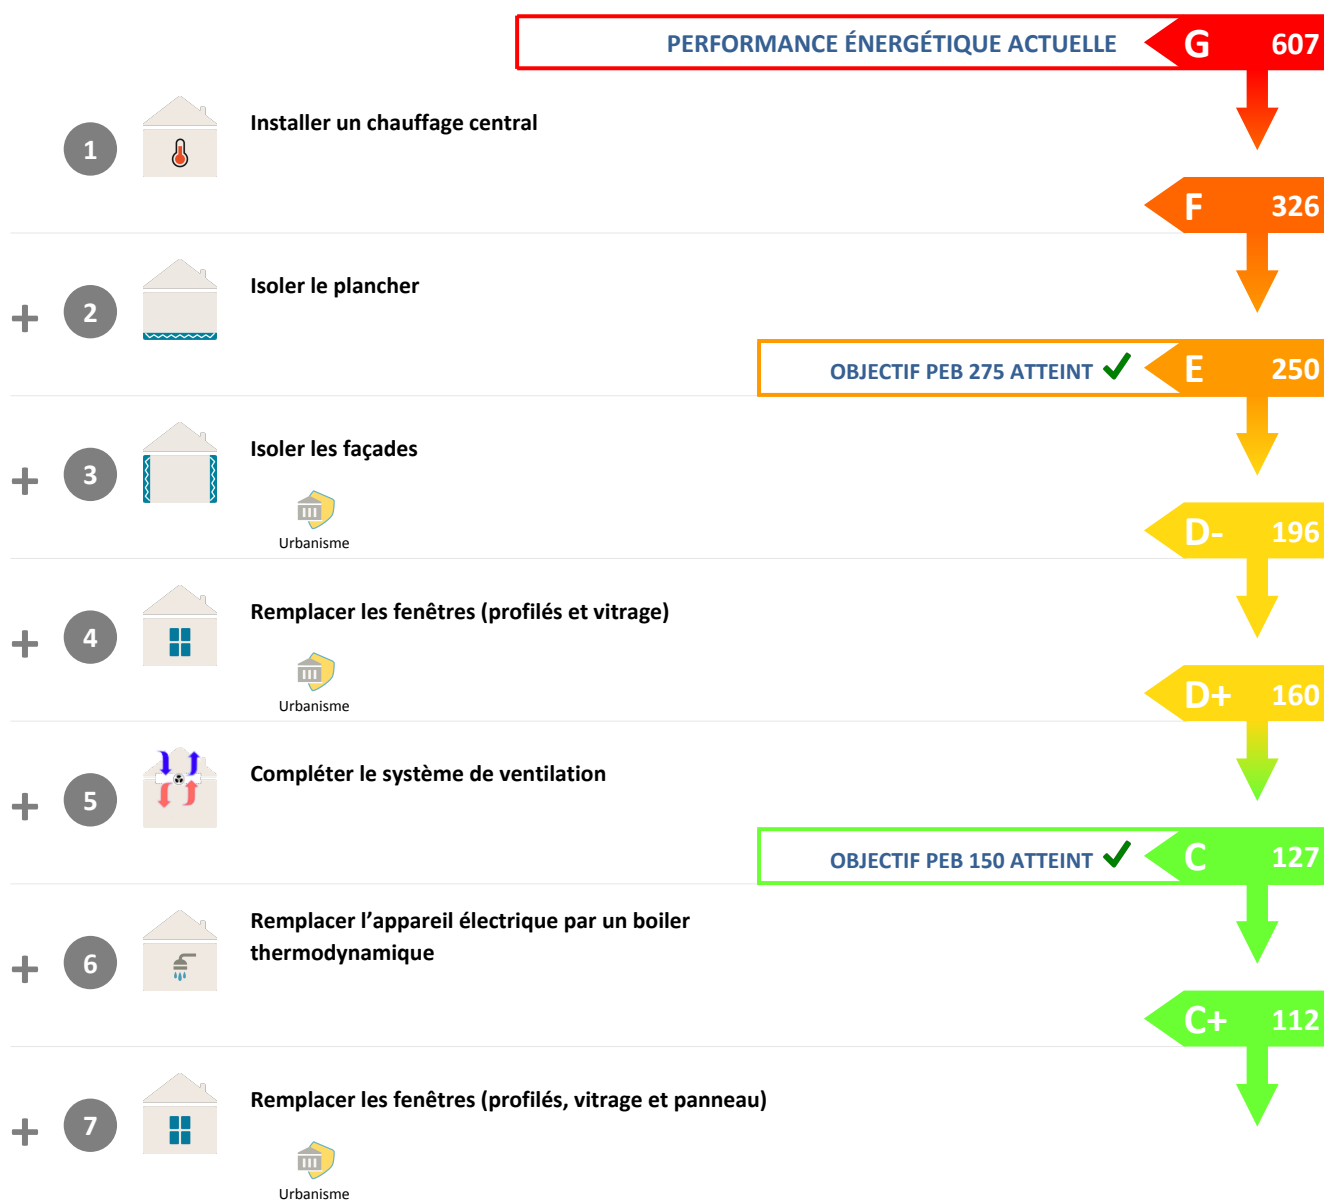 PERFORMANCE ÉNERGÉTIQUE ACTUELLE G 607
1 Installer un chauffage central
F 326
+ 2 Isoler le plancher
OBJECTIF PEB 275 ATTEINT ✓ E 250
+ 3 Isoler les façades
Urbanisme
D- 196
+ 4 Remplacer les fenêtres (profilés et vitrage)
Urbanisme
D+ 160
+ 5 Compléter le système de ventilation
OBJECTIF PEB 150 ATTEINT ✓ C 127
+ 6 Remplacer l’appareil électrique par un boiler
thermodynamique
C+ 112
+ 7 Remplacer les fenêtres (profilés, vitrage et panneau)
Urbanisme